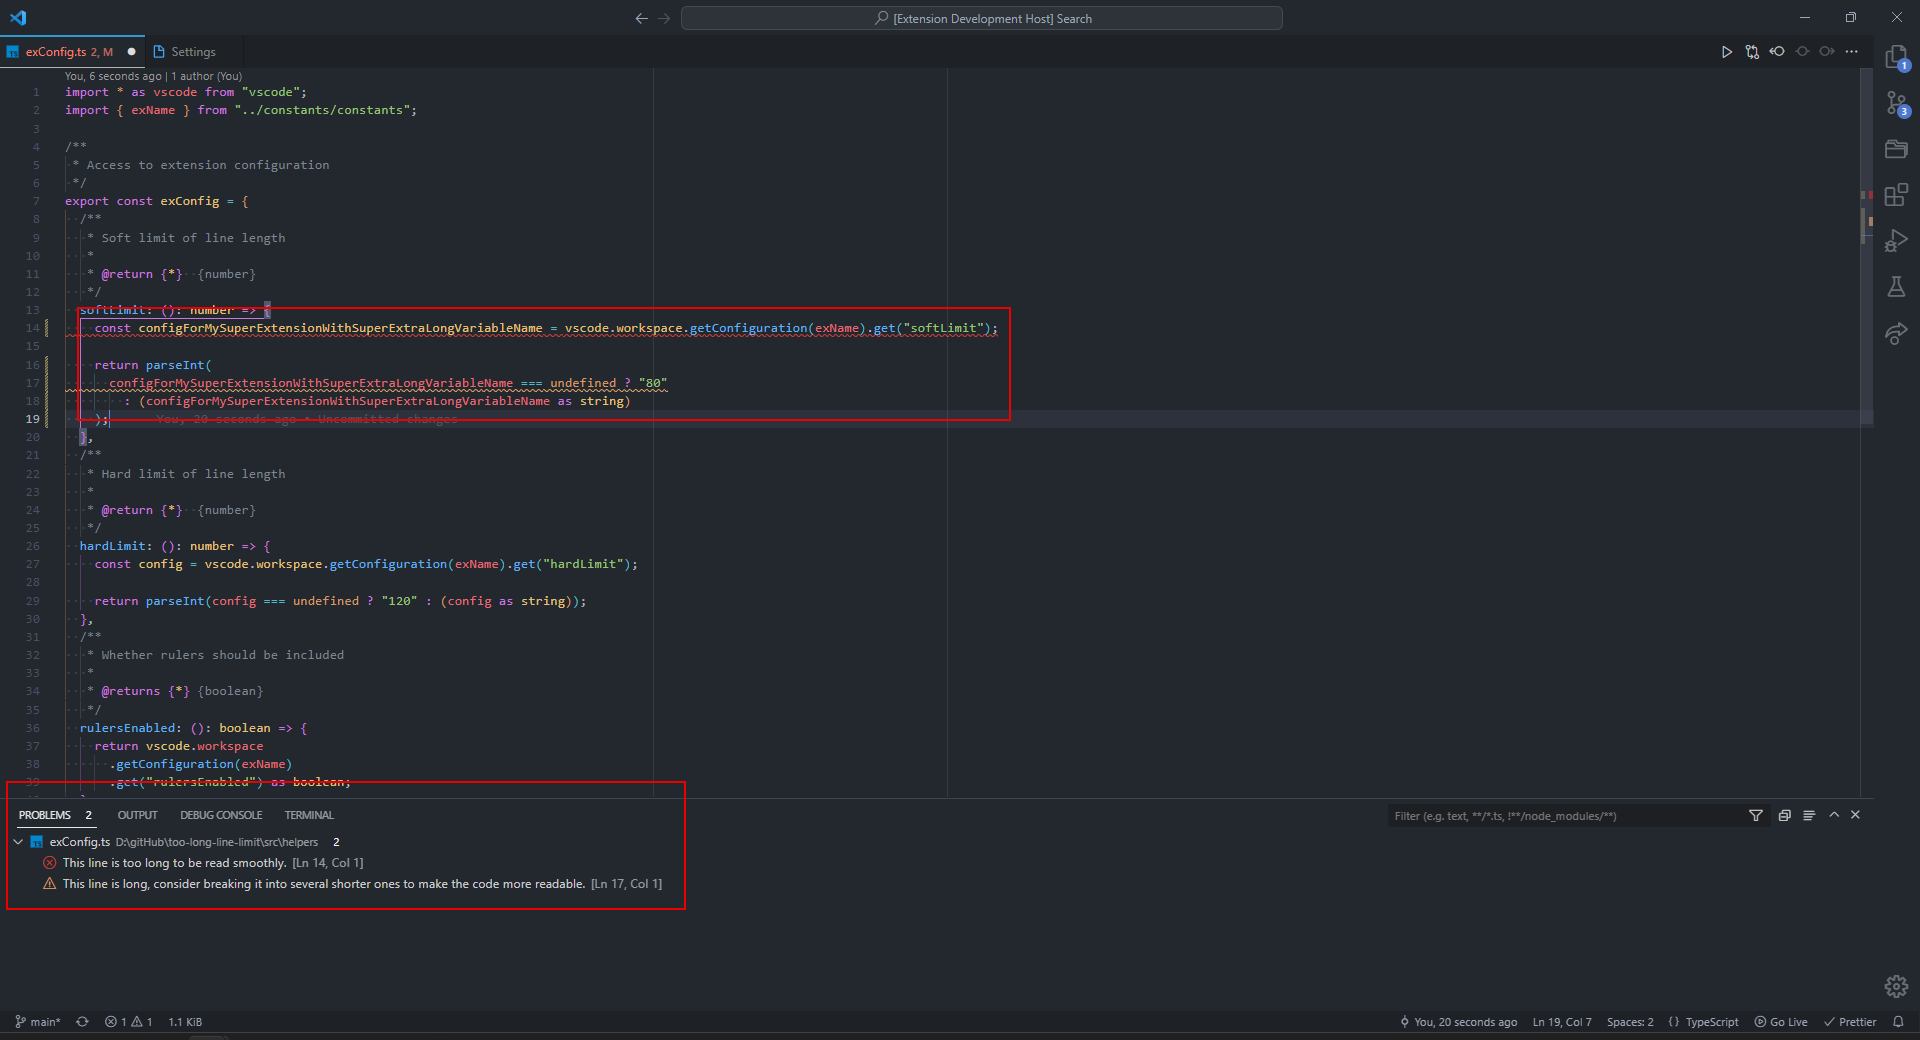 [Extension Development Host] Search
exConfig.ts 2, M
Settings
You, 6 seconds ago | 1 author (You)
1 import * as vscode from "vscode";
2 import { exName } from "../constants/constants";
3
4 /**
5 * Access to extension configuration
6 */
7 export const exConfig = {
8 /**
9 * Soft limit of line length
10 *
11 * @return {*} {number}
12 */
13 softLimit: (): number => {
14 const configForMySuperExtensionWithSuperExtraLongVariableName = vscode.workspace.getConfiguration(exName).get("softLimit");
15
16 return parseInt(
17 configForMySuperExtensionWithSuperExtraLongVariableName === undefined ? "80"
18 : (configForMySuperExtensionWithSuperExtraLongVariableName as string)
19 ); You, 20 seconds ago • Uncommitted changes
20 },
21 /**
22 * Hard limit of line length
23 *
24 * @return {*} {number}
25 */
26 hardLimit: (): number => {
27 const config = vscode.workspace.getConfiguration(exName).get("hardLimit");
28
29 return parseInt(config === undefined ? "120" : (config as string));
30 },
31 /**
32 * Whether rulers should be included
33 *
34 * @returns {*} {boolean}
35 */
36 rulersEnabled: (): boolean => {
37 return vscode.workspace
38 .getConfiguration(exName)
39 .get("rulersEnabled") as boolean;
PROBLEMS 2 OUTPUT DEBUG CONSOLE TERMINAL
Filter (e.g. text, **/*.ts, !**/node_modules/**)
exConfig.ts D:\gitHub\too-long-line-limit\src\helpers 2
This line is too long to be read smoothly. [Ln 14, Col 1]
This line is long, consider breaking it into several shorter ones to make the code more readable. [Ln 17, Col 1]
1
3
main* 1 1 1.1 KiB
You, 20 seconds ago Ln 19, Col 7 Spaces: 2 {} TypeScript Go Live Prettier